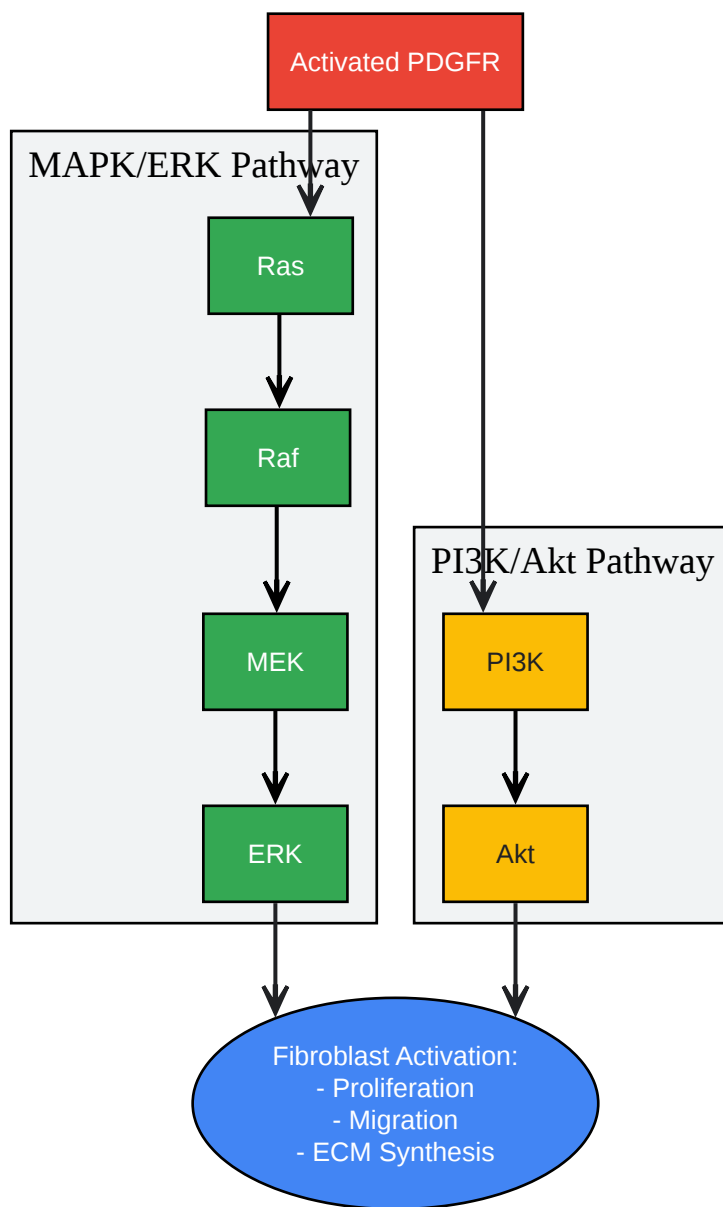 Activated PDGFR
MAPK/ERK Pathway
Ras
Raf
MEK
ERK
PI3K/Akt Pathway
PI3K
Akt
Fibroblast Activation:
- Proliferation
- Migration
- ECM Synthesis